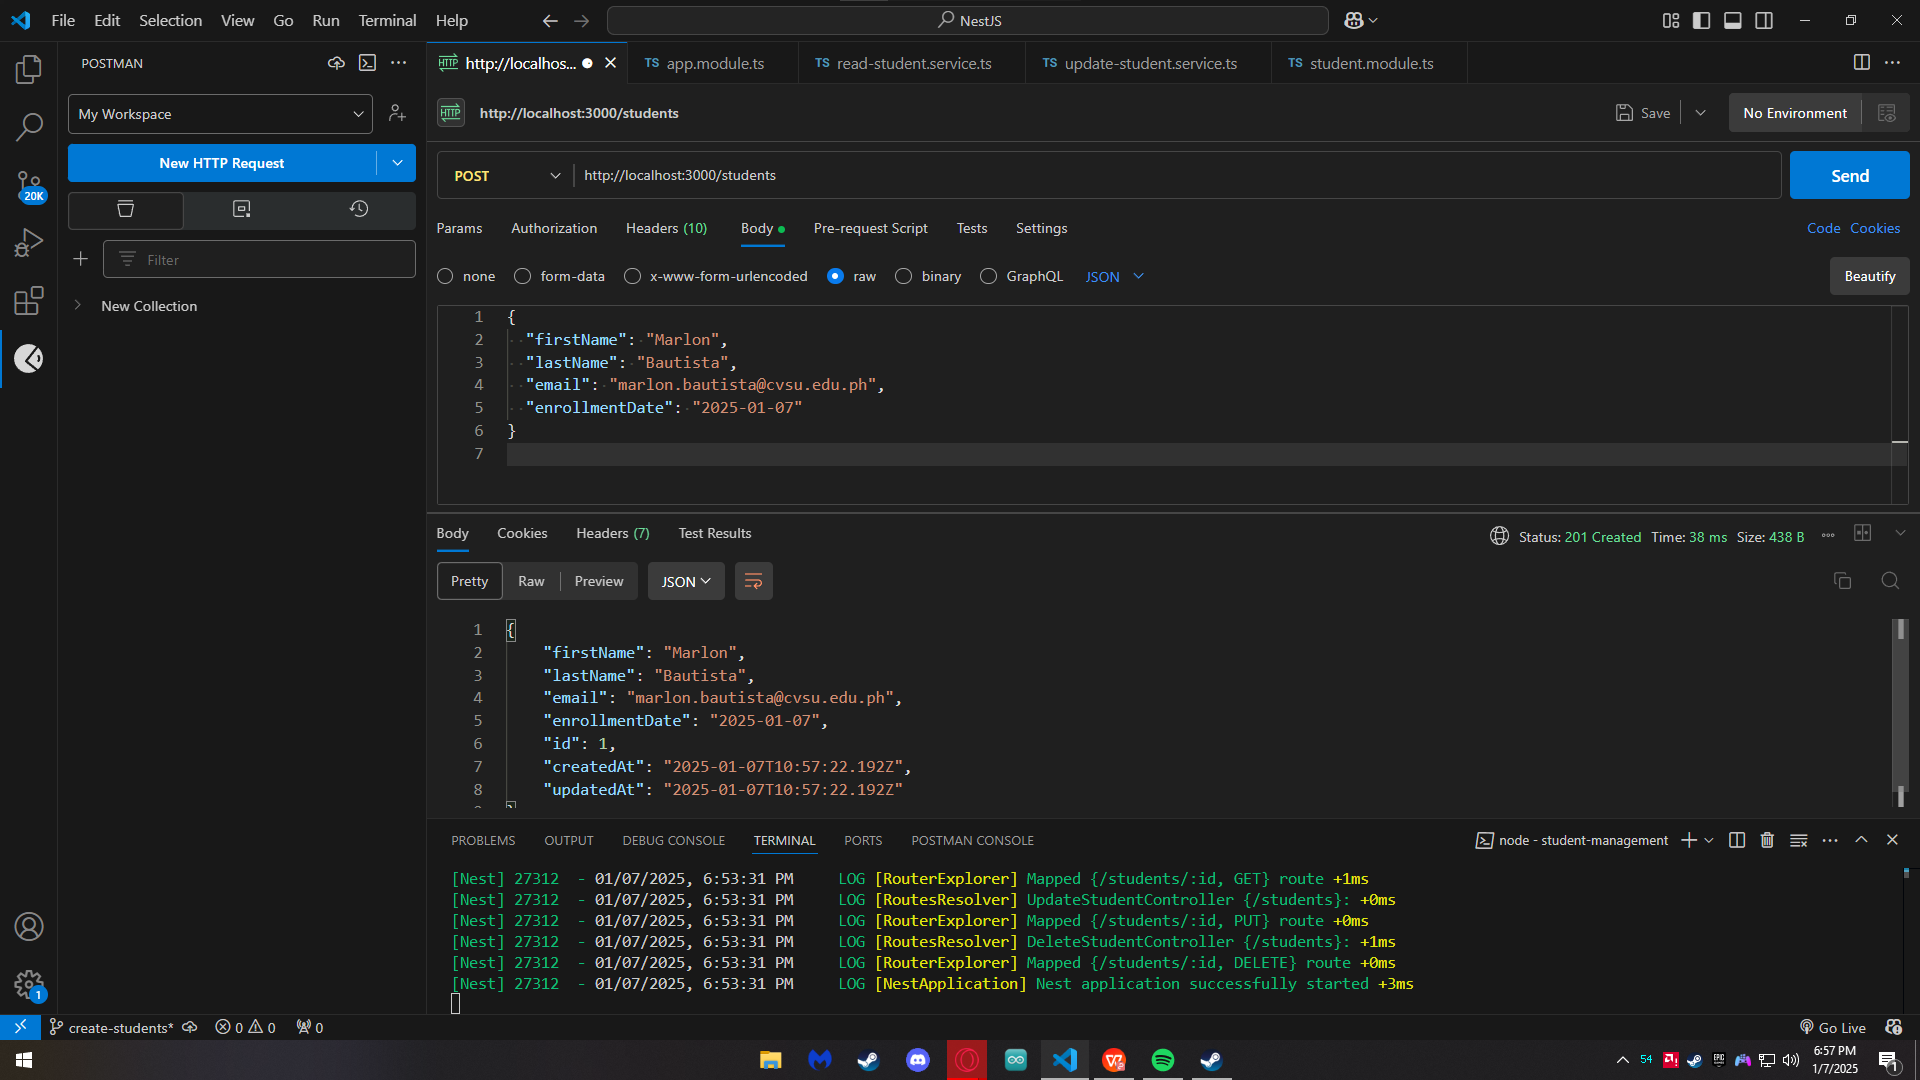 File Edit Selection View Go Run Terminal Help
NestJS
POSTMAN
My Workspace
New HTTP Request
Filter
New Collection
20K
1
HTTP http://localhos...
TS app.module.ts
TS read-student.service.ts
TS update-student.service.ts
TS student.module.ts
HTTP http://localhost:3000/students
Save
No Environment
POST http://localhost:3000/students
Send
Params Authorization Headers (10) Body Pre-request Script Tests Settings
Code Cookies
none form-data x-www-form-urlencoded raw binary GraphQL JSON
Beautify
1 {
2 "firstName": "Marlon",
3 "lastName": "Bautista",
4 "email": "marlon.bautista@cvsu.edu.ph",
5 "enrollmentDate": "2025-01-07"
6 }
7
Body Cookies Headers (7) Test Results
Status: 201 Created Time: 38 ms Size: 438 B
Pretty Raw Preview JSON
1 {
2 "firstName": "Marlon",
3 "lastName": "Bautista",
4 "email": "marlon.bautista@cvsu.edu.ph",
5 "enrollmentDate": "2025-01-07",
6 "id": 1,
7 "createdAt": "2025-01-07T10:57:22.192Z",
8 "updatedAt": "2025-01-07T10:57:22.192Z"
PROBLEMS OUTPUT DEBUG CONSOLE TERMINAL PORTS POSTMAN CONSOLE
node - student-management
[Nest] 27312 - 01/07/2025, 6:53:31 PM LOG [RouterExplorer] Mapped {/students/:id, GET} route +1ms
[Nest] 27312 - 01/07/2025, 6:53:31 PM LOG [RoutesResolver] UpdateStudentController {/students}: +0ms
[Nest] 27312 - 01/07/2025, 6:53:31 PM LOG [RouterExplorer] Mapped {/students/:id, PUT} route +0ms
[Nest] 27312 - 01/07/2025, 6:53:31 PM LOG [RoutesResolver] DeleteStudentController {/students}: +1ms
[Nest] 27312 - 01/07/2025, 6:53:31 PM LOG [RouterExplorer] Mapped {/students/:id, DELETE} route +0ms
[Nest] 27312 - 01/07/2025, 6:53:31 PM LOG [NestApplication] Nest application successfully started +3ms
create-students* 0 0 0
Go Live
54
EPIC
6:57 PM
1/7/2025
1